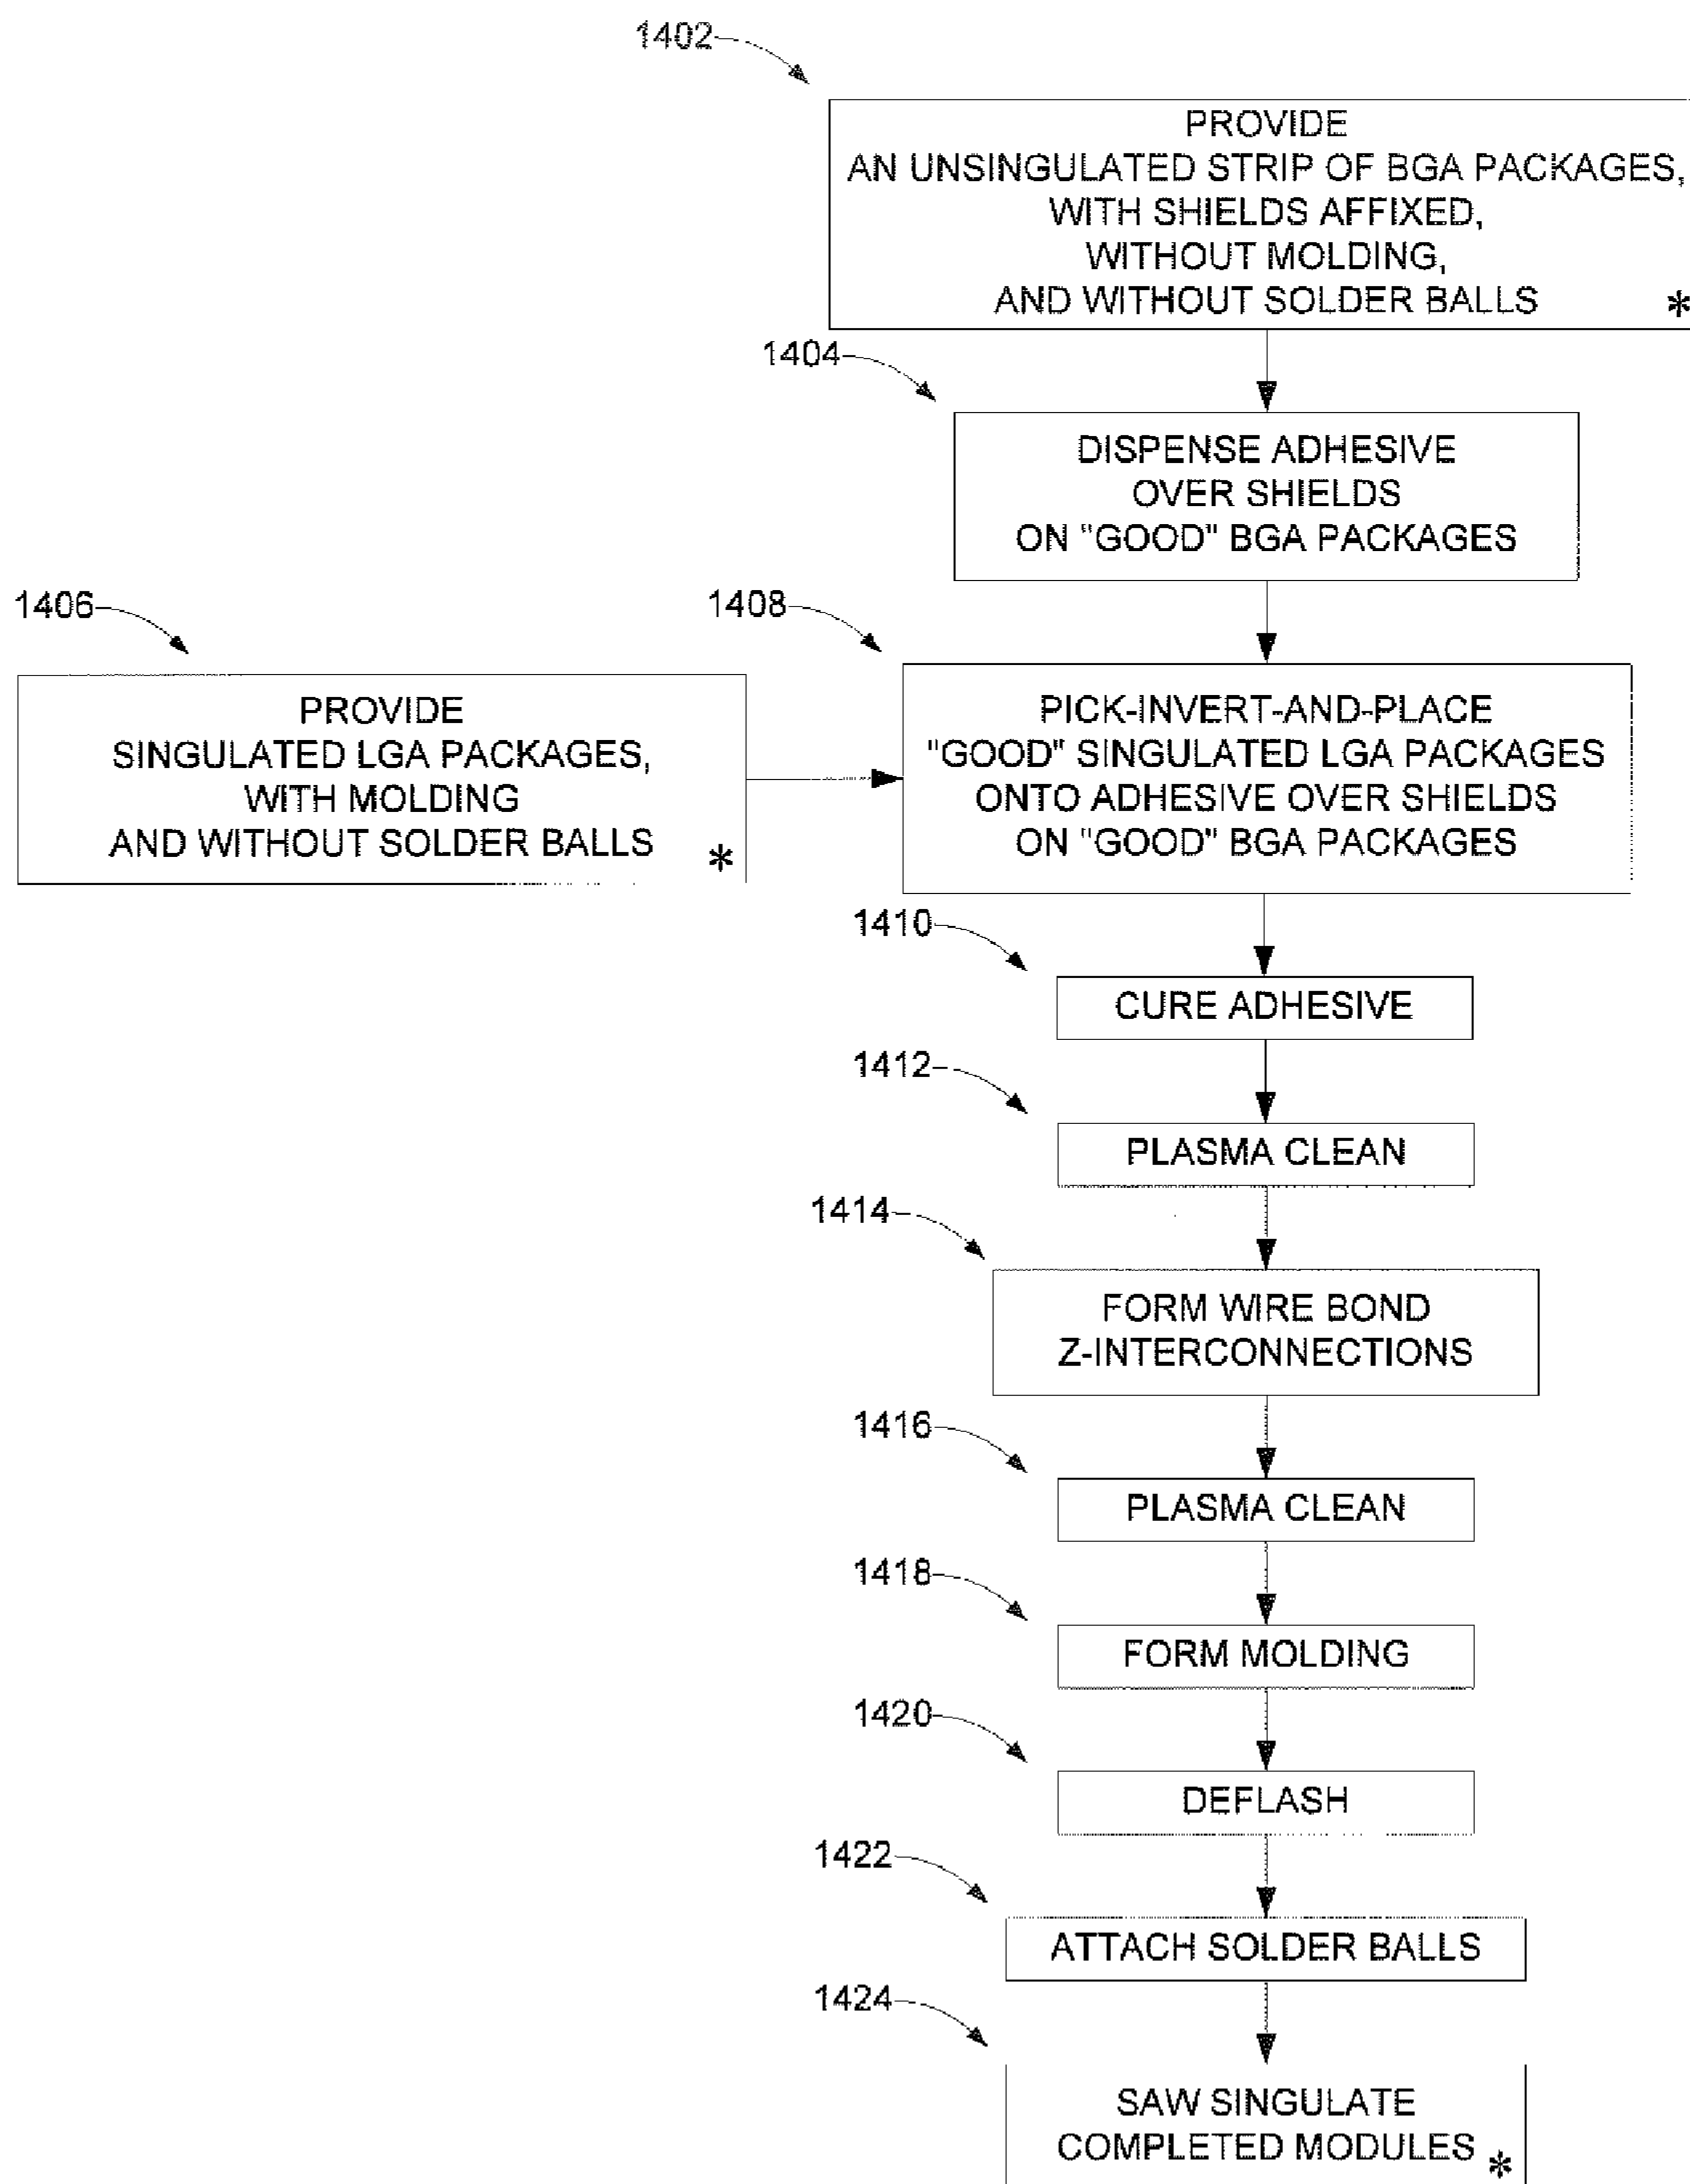 1402
PROVIDE
AN UNSINGULATED STRIP OF BGA PACKAGES,
WITH SHIELDS AFFIXED,
WITHOUT MOLDING,
AND WITHOUT SOLDER BALLS *
1404
DISPENSE ADHESIVE
OVER SHIELDS
ON "GOOD" BGA PACKAGES
1406
PROVIDE
SINGULATED LGA PACKAGES,
WITH MOLDING
AND WITHOUT SOLDER BALLS *
1408
PICK-INVERT-AND-PLACE
"GOOD" SINGULATED LGA PACKAGES
ONTO ADHESIVE OVER SHIELDS
ON "GOOD" BGA PACKAGES
1410
CURE ADHESIVE
1412
PLASMA CLEAN
1414
FORM WIRE BOND
Z-INTERCONNECTIONS
1416
PLASMA CLEAN
1418
FORM MOLDING
1420
DEFLASH
1422
ATTACH SOLDER BALLS
1424
SAW SINGULATE
COMPLETED MODULES *